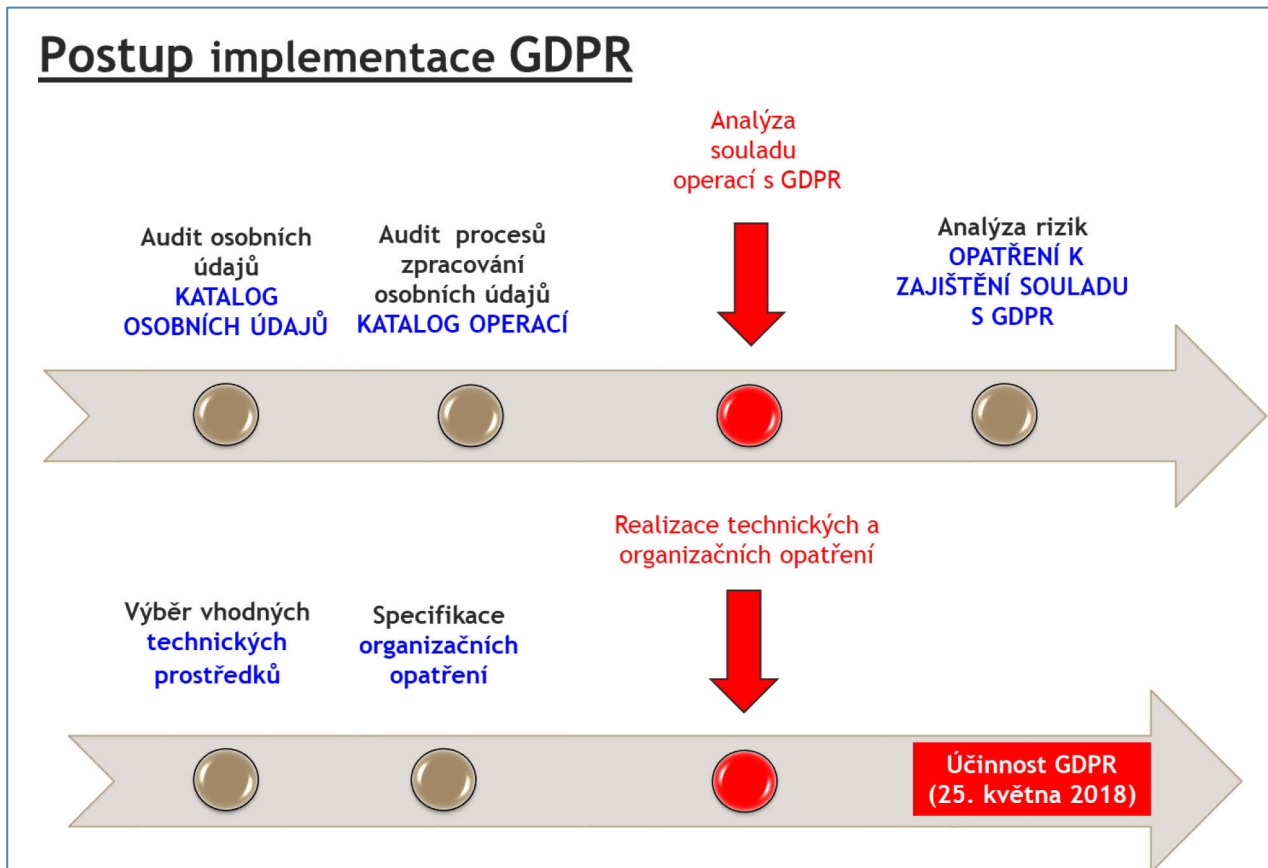 Postup implementace GDPR
Analýza
souladu
operací s GDPR
Audit osobních
údajů
KATALOG
OSOBNÍCH ÚDAJŮ
Audit procesů
zpracování
osobních údajů
KATALOG OPERACÍ
Analýza rizik
OPATŘENÍ K
ZAJIŠTĚNÍ SOULADU
S GDPR
Realizace technických a
organizačních opatření
Výběr vhodných
technických
prostředků
Specifikace
organizačních
opatření
Účinnost GDPR
(25. května 2018)